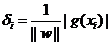 δᵢ = 1/‖w‖ |g(xᵢ)|